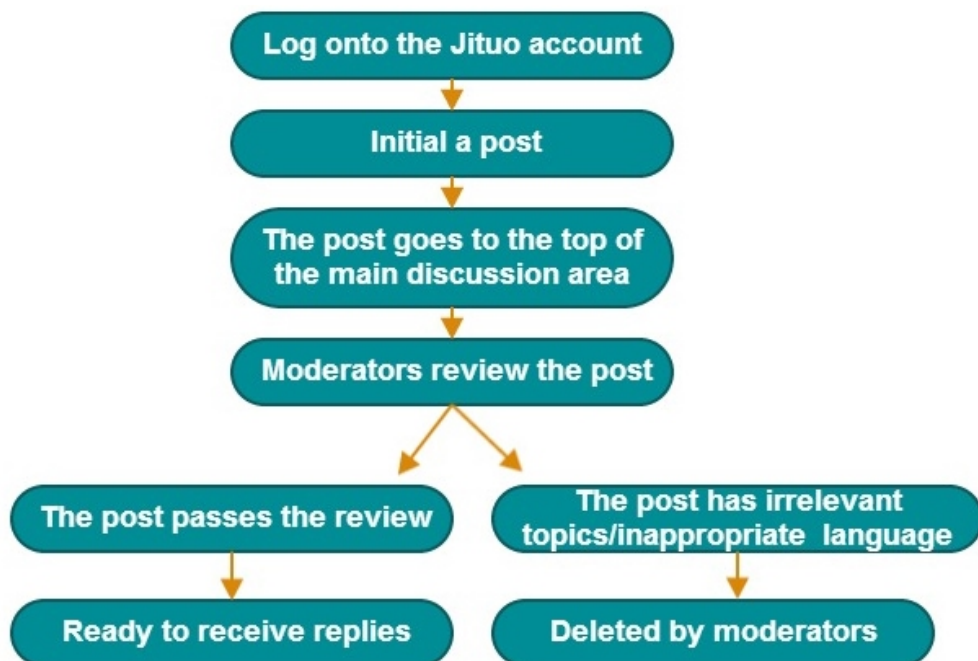 Log onto the Jituo account
Initial a post
The post goes to the top of
the main discussion area
Moderators review the post
The post passes the review
The post has irrelevant
topics/inappropriate language
Ready to receive replies
Deleted by moderators